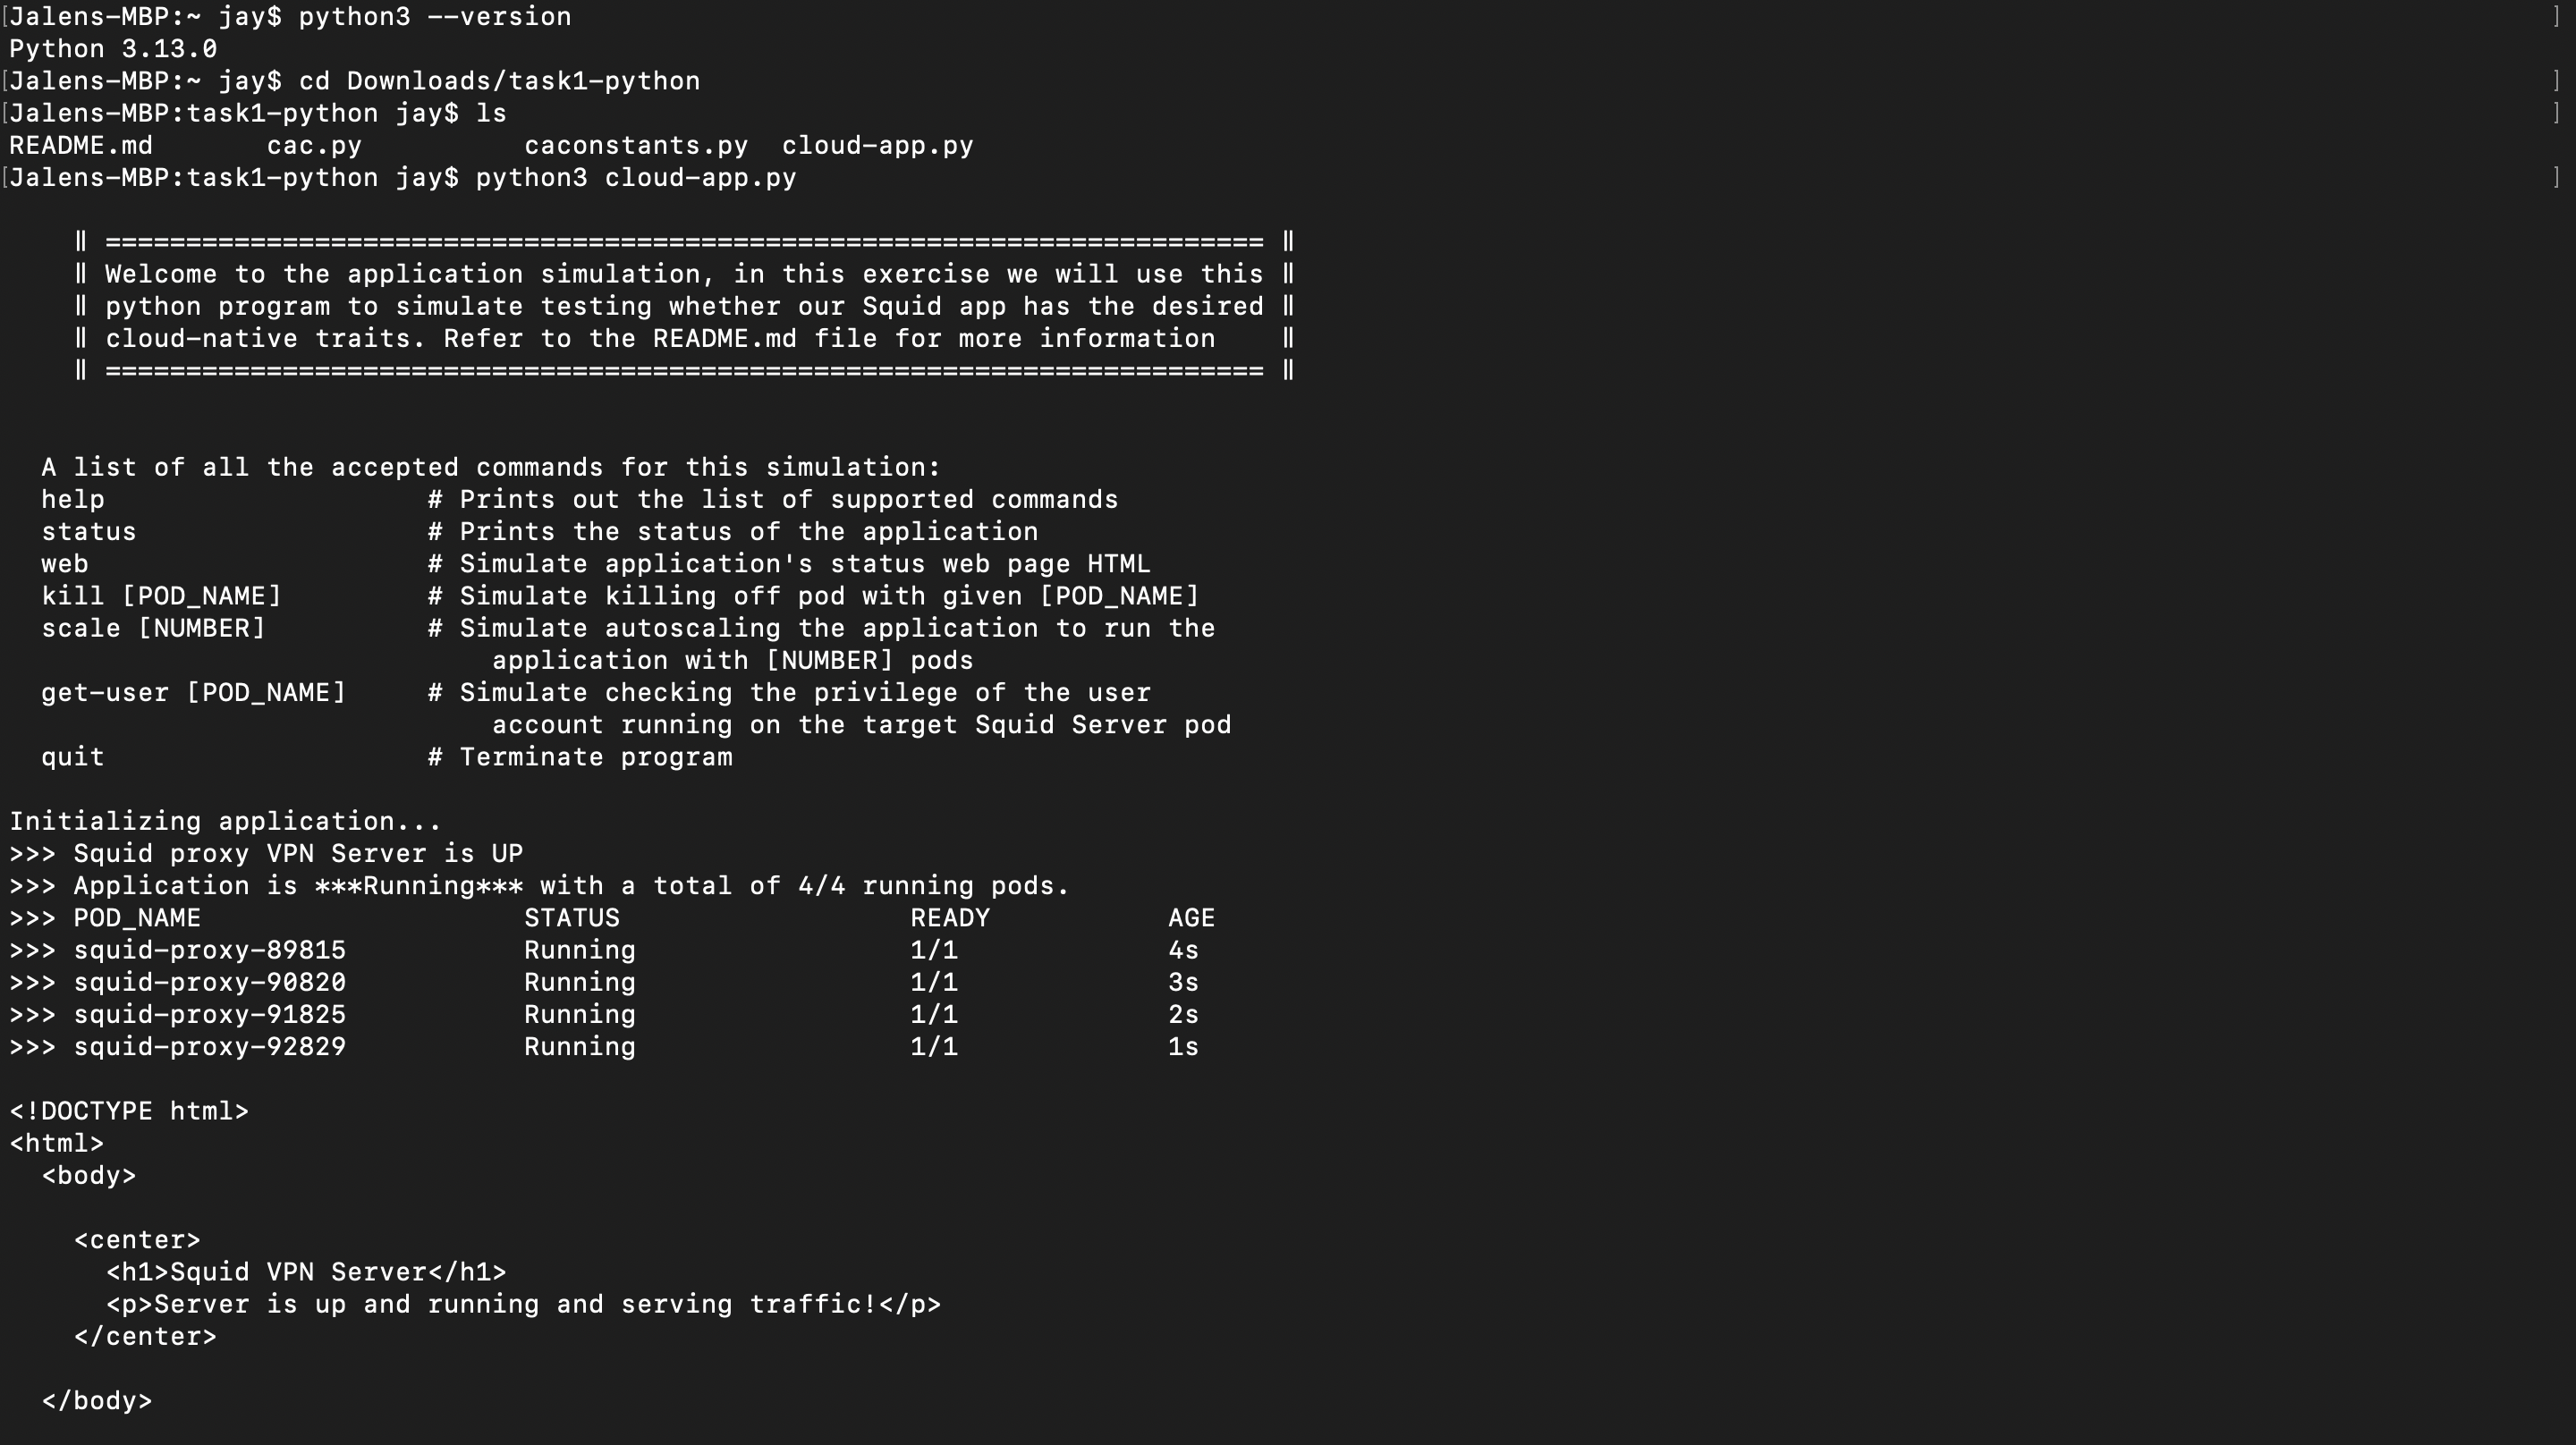 [Jalens-MBP:~ jay$ python3 --version ]
Python 3.13.0
[Jalens-MBP:~ jay$ cd Downloads/task1-python ]
[Jalens-MBP:task1-python jay$ ls ]
README.md       cac.py          caconstants.py  cloud-app.py
[Jalens-MBP:task1-python jay$ python3 cloud-app.py ]
    ‖ ======================================================================== ‖
    ‖ Welcome to the application simulation, in this exercise we will use this ‖
    ‖ python program to simulate testing whether our Squid app has the desired ‖
    ‖ cloud-native traits. Refer to the README.md file for more information    ‖
    ‖ ======================================================================== ‖
  A list of all the accepted commands for this simulation:
  help                    # Prints out the list of supported commands
  status                  # Prints the status of the application
  web                     # Simulate application's status web page HTML
  kill [POD_NAME]         # Simulate killing off pod with given [POD_NAME]
  scale [NUMBER]          # Simulate autoscaling the application to run the
                              application with [NUMBER] pods
  get-user [POD_NAME]     # Simulate checking the privilege of the user
                              account running on the target Squid Server pod
  quit                    # Terminate program
Initializing application...
>>> Squid proxy VPN Server is UP
>>> Application is ***Running*** with a total of 4/4 running pods.
>>> POD_NAME                    STATUS                  READY           AGE
>>> squid-proxy-89815           Running                 1/1             4s
>>> squid-proxy-90820           Running                 1/1             3s
>>> squid-proxy-91825           Running                 1/1             2s
>>> squid-proxy-92829           Running                 1/1             1s
<!DOCTYPE html>
<html>
  <body>
    <center>
      <h1>Squid VPN Server</h1>
      <p>Server is up and running and serving traffic!</p>
    </center>
  </body>